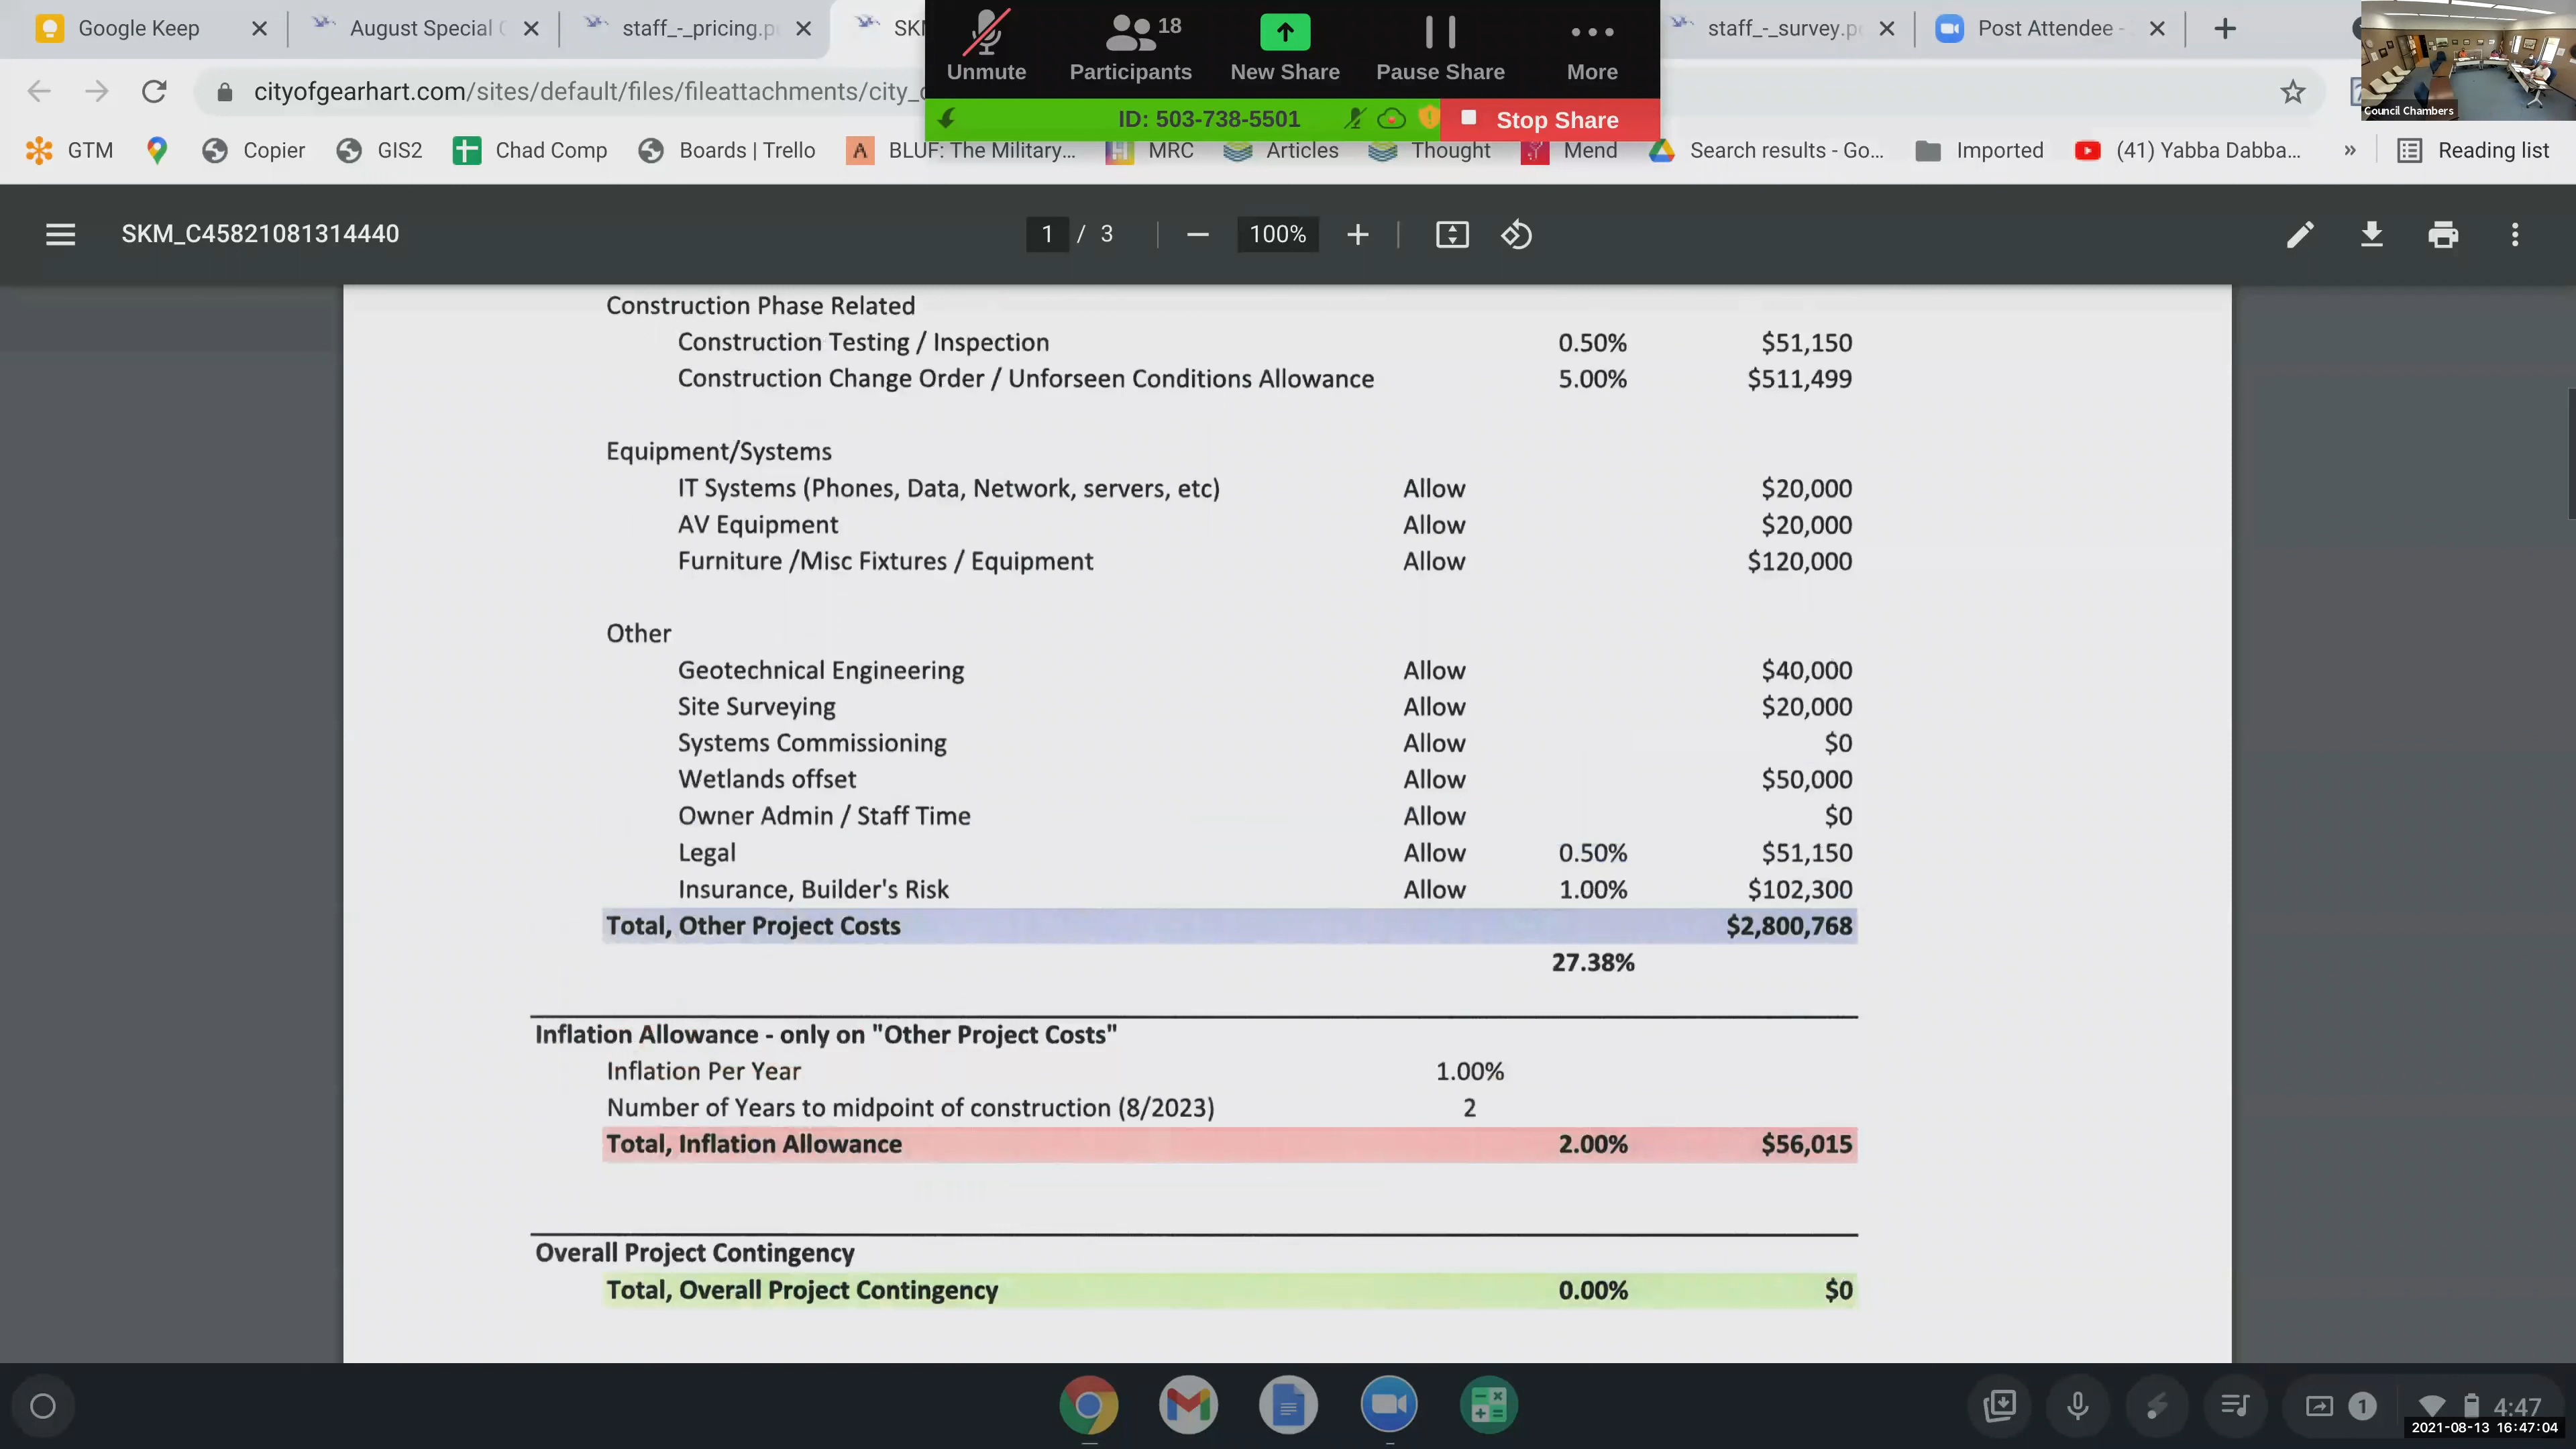 Google Keep
August Special
staff_-_pricing.p
SKI
staff_-_survey.p
Post Attendee -
Unmute
Participants
18
New Share
Pause Share
More
ID: 503-738-5501
Stop Share
Council Chambers
cityofgearhart.com/sites/default/files/fileattachments/city_
GTM
Copier
GIS2
Chad Comp
Boards | Trello
BLUF: The Military...
MRC
Articles
Thought
Mend
Search results - Go...
Imported
(41) Yabba Dabba...
»
Reading list
SKM_C45821081314440
1 / 3
100%
Construction Phase Related
Construction Testing / Inspection 0.50% $51,150
Construction Change Order / Unforseen Conditions Allowance 5.00% $511,499
Equipment/Systems
IT Systems (Phones, Data, Network, servers, etc) Allow $20,000
AV Equipment Allow $20,000
Furniture /Misc Fixtures / Equipment Allow $120,000
Other
Geotechnical Engineering Allow $40,000
Site Surveying Allow $20,000
Systems Commissioning Allow $0
Wetlands offset Allow $50,000
Owner Admin / Staff Time Allow $0
Legal Allow 0.50% $51,150
Insurance, Builder's Risk Allow 1.00% $102,300
Total, Other Project Costs $2,800,768
27.38%
Inflation Allowance - only on "Other Project Costs"
Inflation Per Year 1.00%
Number of Years to midpoint of construction (8/2023) 2
Total, Inflation Allowance 2.00% $56,015
Overall Project Contingency
Total, Overall Project Contingency 0.00% $0
1
4:47
2021-08-13 16:47:04